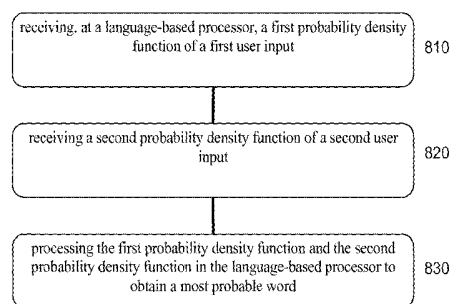 receiving, at a language-based processor, a first probability density
function of a first user input
810
receiving a second probability density function of a second user
input
820
processing the first probability density function and the second
probability density function in the language-based processor to
obtain a most probable word
830